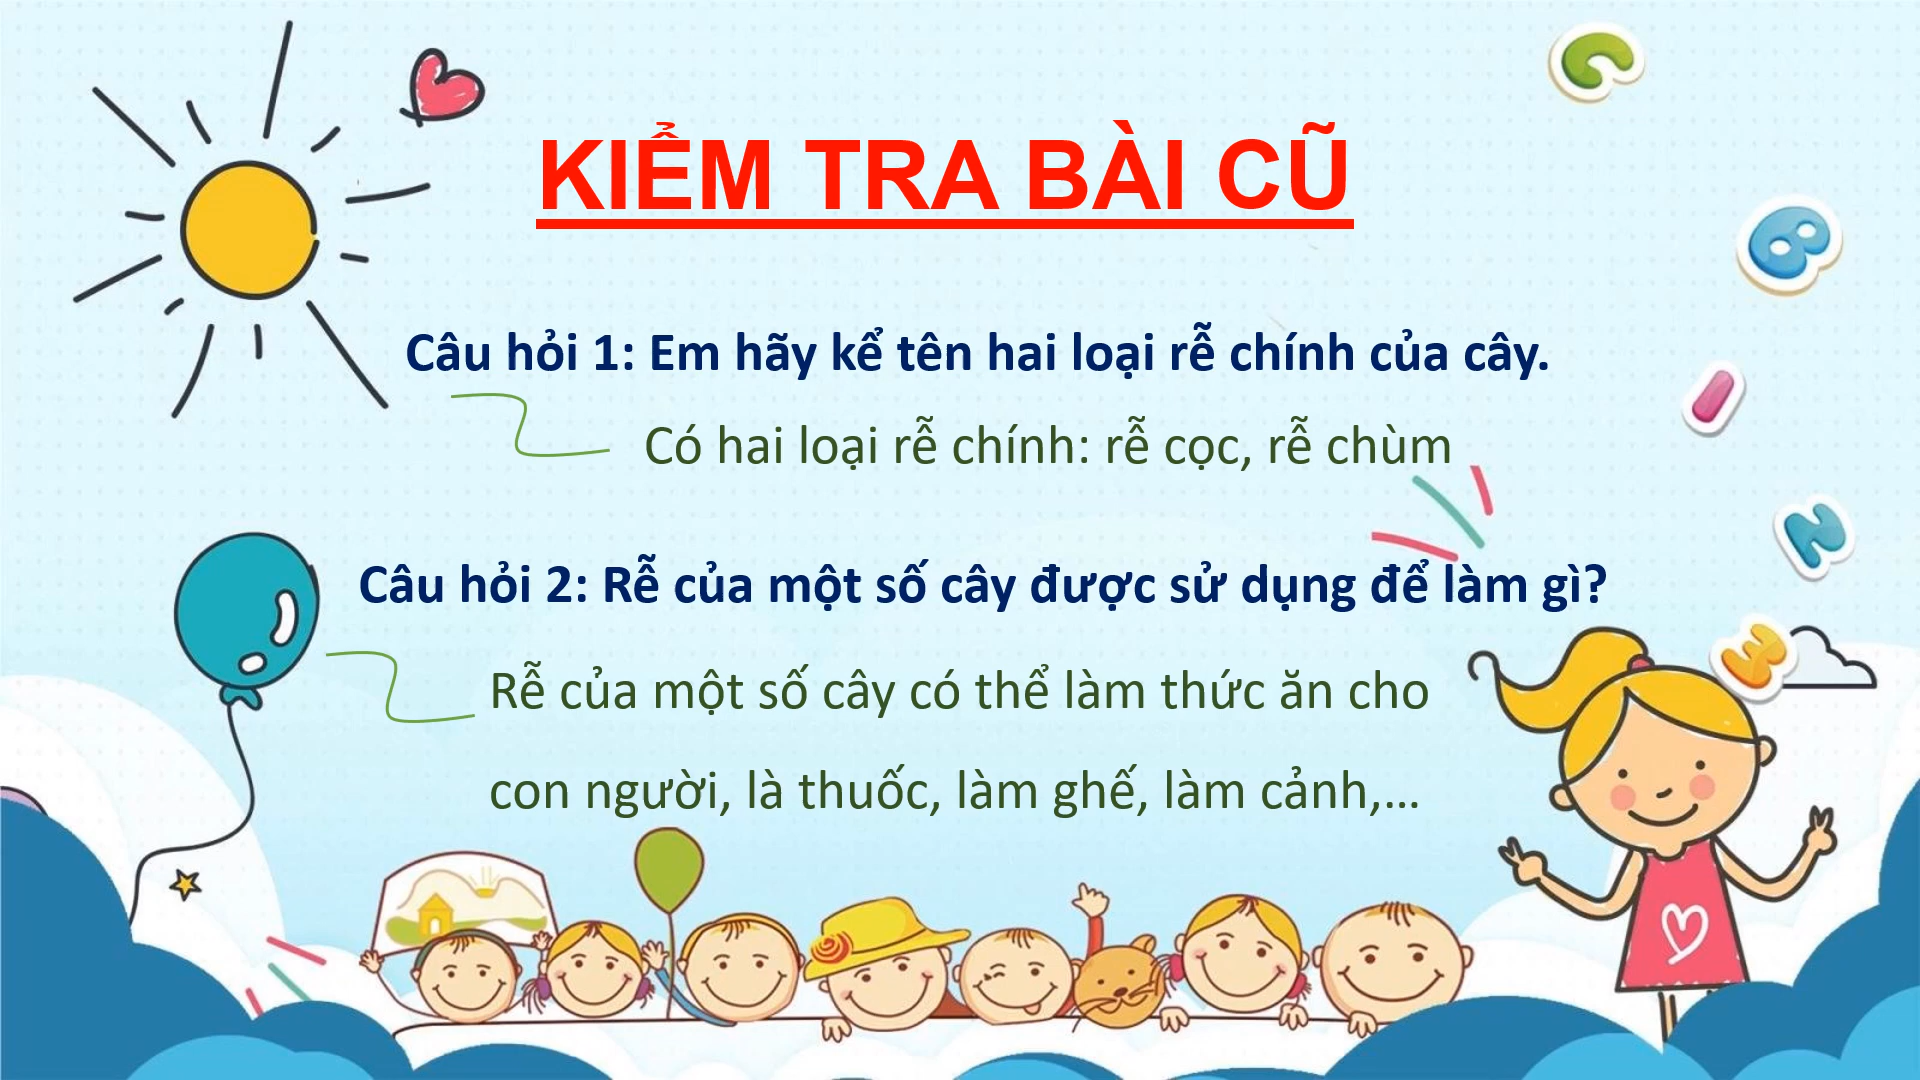 KIỂM TRA BÀI CŨ
Câu hỏi 1: Em hãy kể tên hai loại rễ chính của cây.
Có hai loại rễ chính: rễ cọc, rễ chùm
Câu hỏi 2: Rễ của một số cây được sử dụng để làm gì?
Rễ của một số cây có thể làm thức ăn cho
con người, là thuốc, làm ghế, làm cảnh,...